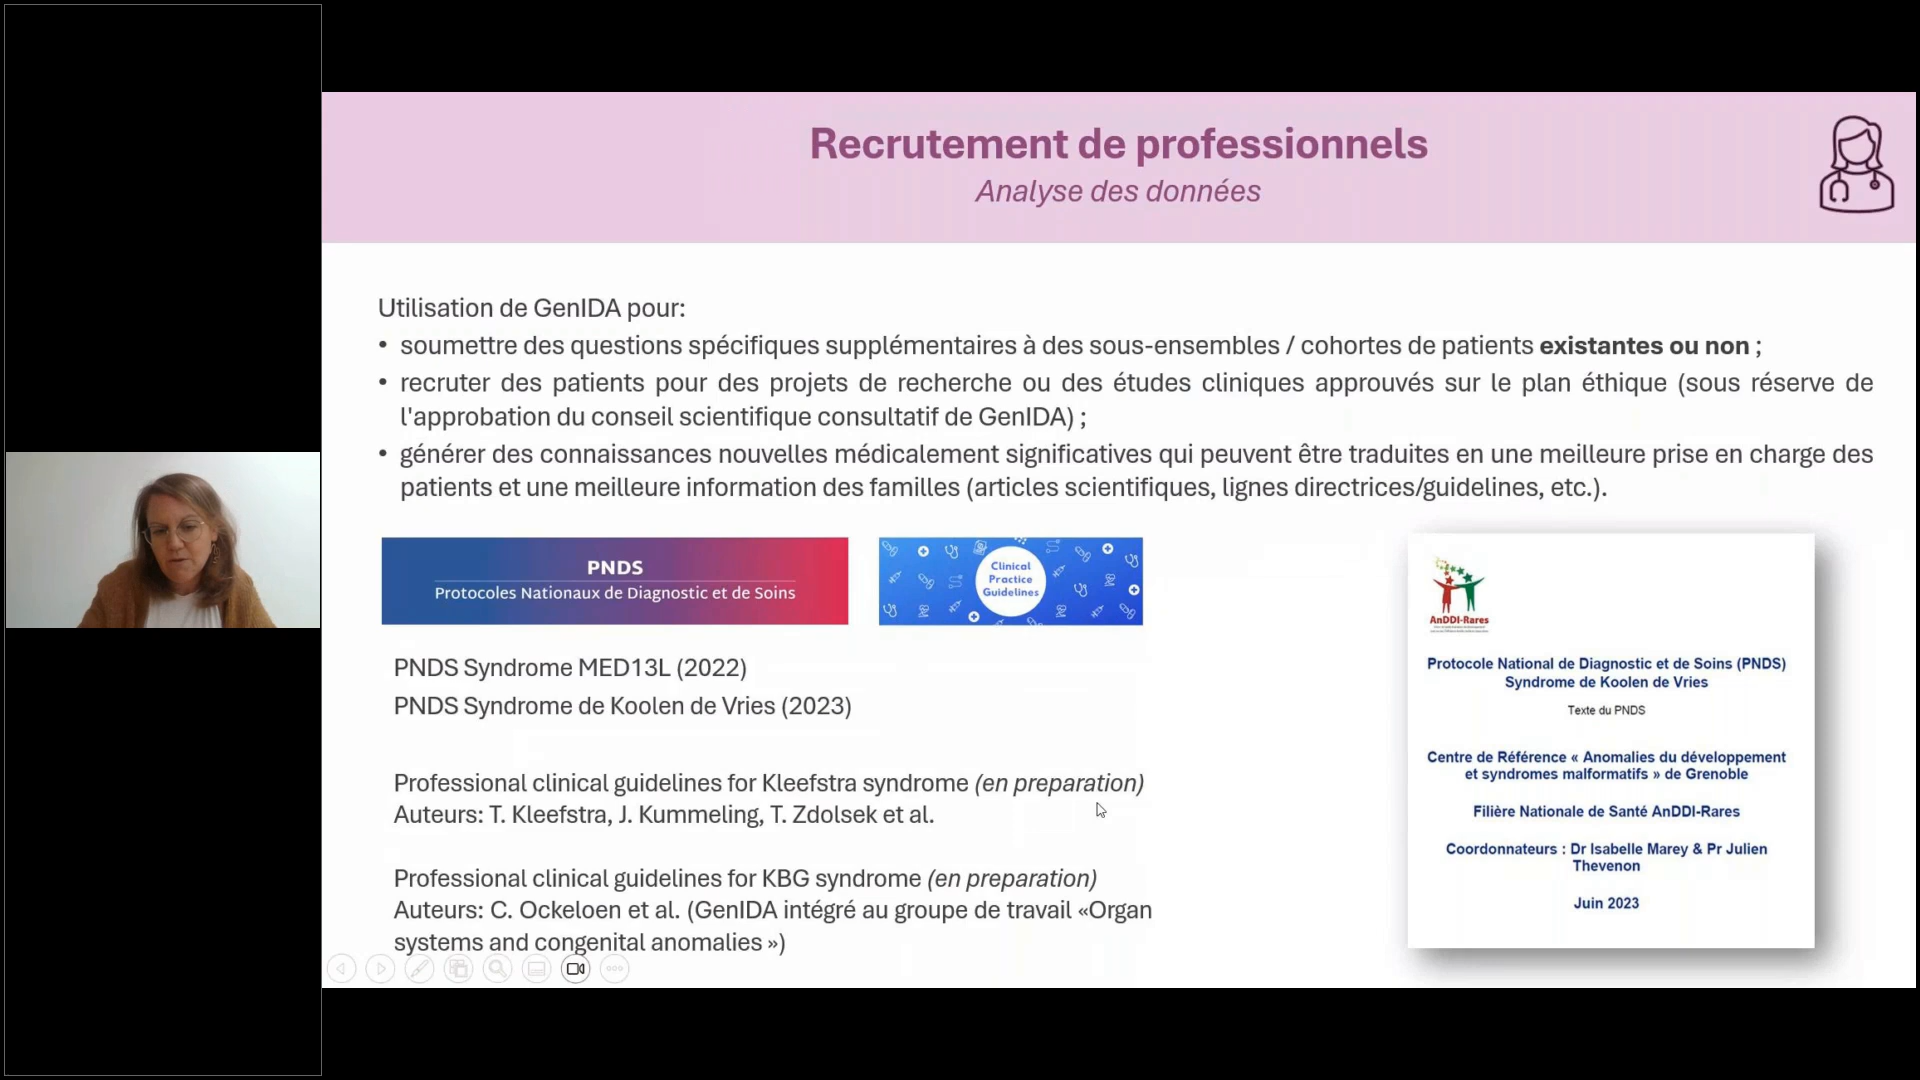 Recrutement de professionnels
Analyse des données
Utilisation de GenIDA pour:
• soumettre des questions spécifiques supplémentaires à des sous-ensembles / cohortes de patients existantes ou non ;
• recruter des patients pour des projets de recherche ou des études cliniques approuvés sur le plan éthique (sous réserve de
l'approbation du conseil scientifique consultatif de GenIDA) ;
• générer des connaissances nouvelles médicalement significatives qui peuvent être traduites en une meilleure prise en charge des
patients et une meilleure information des familles (articles scientifiques, lignes directrices/guidelines, etc.).
PNDS
Protocoles Nationaux de Diagnostic et de Soins
Clinical
Practice
Guidelines
PNDS Syndrome MED13L (2022)
PNDS Syndrome de Koolen de Vries (2023)
Professional clinical guidelines for Kleefstra syndrome (en preparation)
Auteurs: T. Kleefstra, J. Kummeling, T. Zdolsek et al.
Professional clinical guidelines for KBG syndrome (en preparation)
Auteurs: C. Ockeloen et al. (GenIDA intégré au groupe de travail «Organ
systems and congenital anomalies »)
AnDDI-Rares
Protocole National de Diagnostic et de Soins (PNDS)
Syndrome de Koolen de Vries
Texte du PNDS
Centre de Référence « Anomalies du développement
et syndromes malformatifs » de Grenoble
Filière Nationale de Santé AnDDI-Rares
Coordonnateurs : Dr Isabelle Marey & Pr Julien
Thevenon
Juin 2023